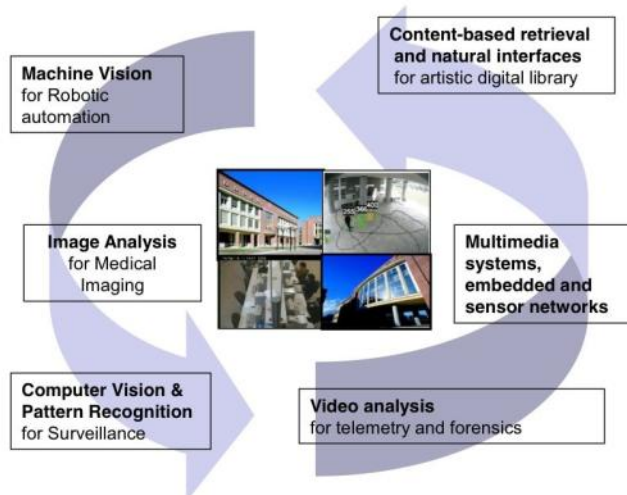 Machine Vision
for Robotic
automation
Content-based retrieval
and natural interfaces
for artistic digital library
Image Analysis
for Medical
Imaging
Multimedia
systems,
embedded and
sensor networks
Computer Vision &
Pattern Recognition
for Surveillance
Video analysis
for telemetry and forensics